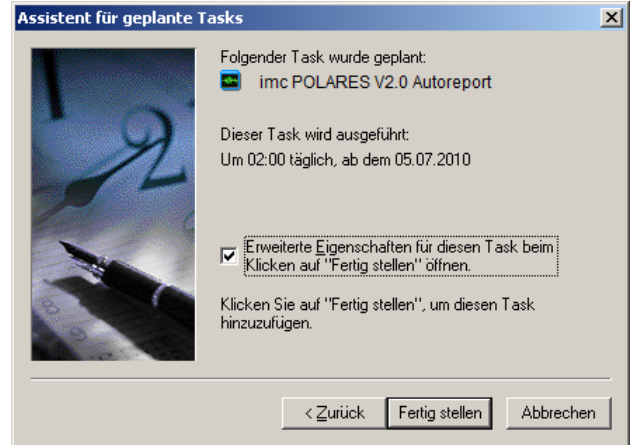 Assistent für geplante Tasks
Folgender Task wurde geplant:
imc POLARES V2.0 Autoreport
Dieser Task wird ausgeführt:
Um 02:00 täglich, ab dem 05.07.2010
Erweiterte Eigenschaften für diesen Task beim
Klicken auf "Fertig stellen" öffnen.
Klicken Sie auf "Fertig stellen", um diesen Task
hinzuzufügen.
< Zurück
Fertig stellen
Abbrechen
2